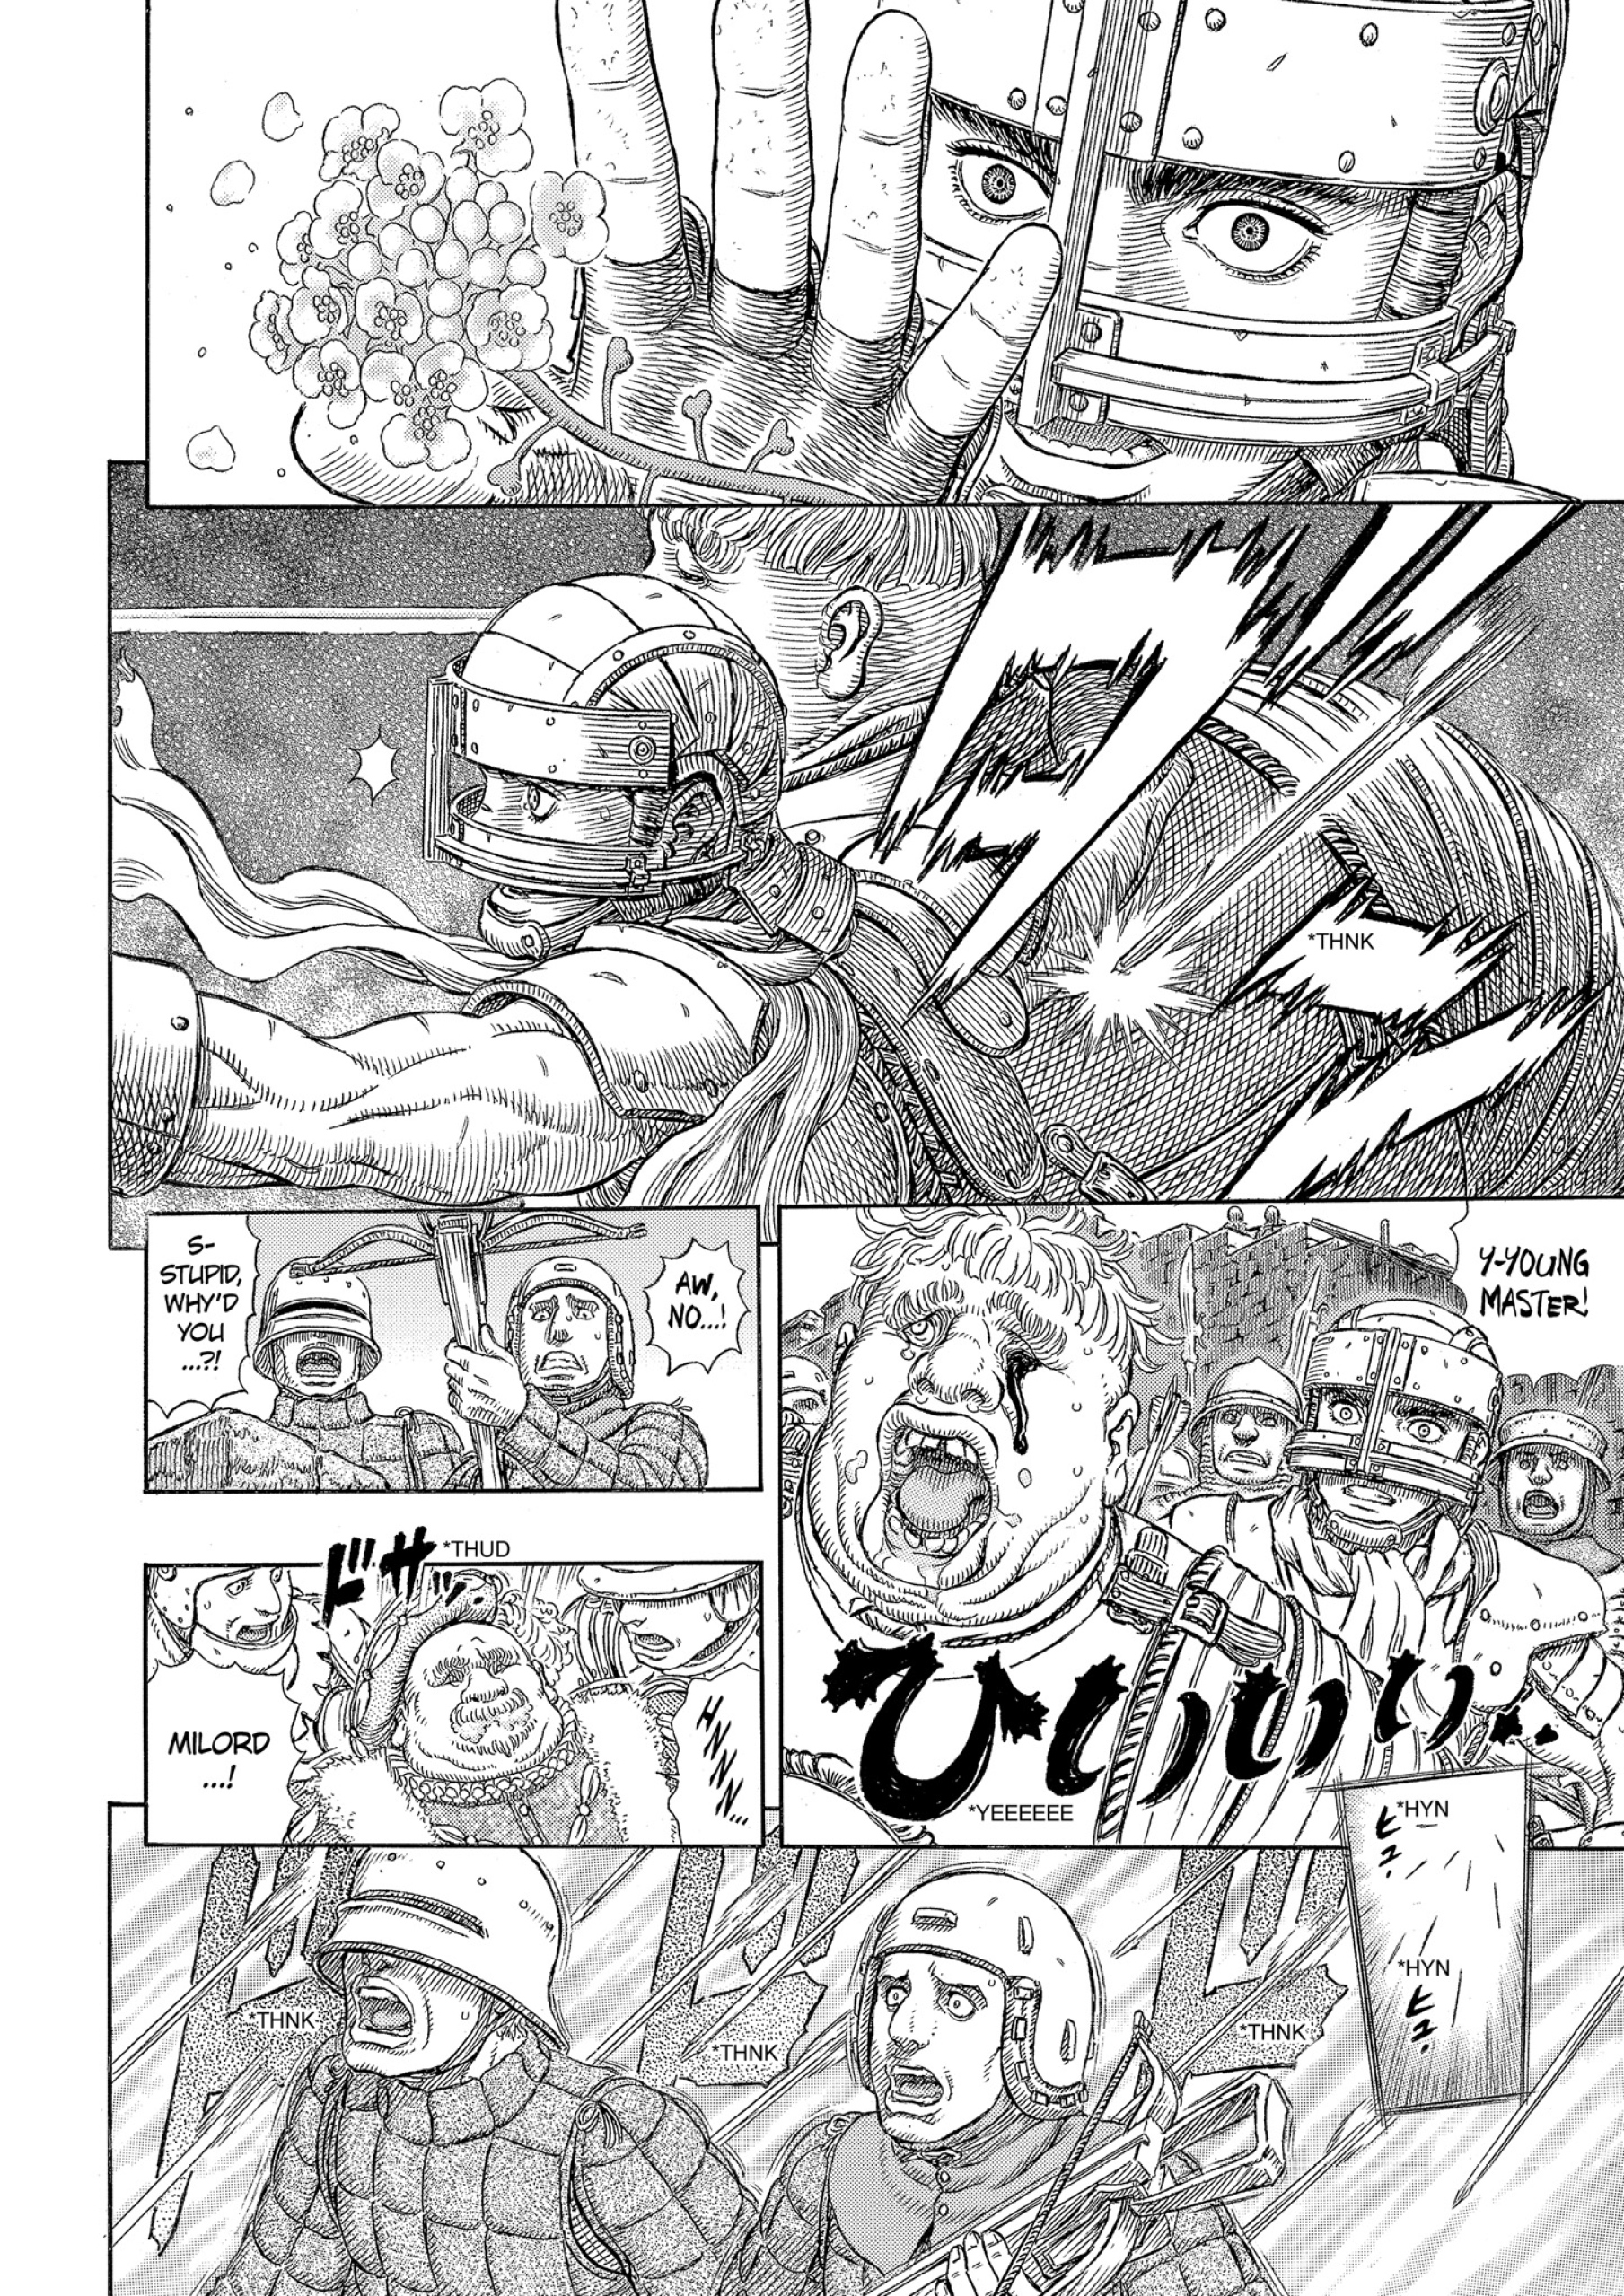 *THNK
Y-YOUNG
MASTER!
ひいいいい…
*YEEEEEE
AW,
NO...!
S-
STUPID,
WHY'D
YOU
...?!
ドサッ
*THUD
HNNN...
MILORD
...!
*HYN
ヒュ
*HYN
ヒュ
*THNK
*THNK
*THNK